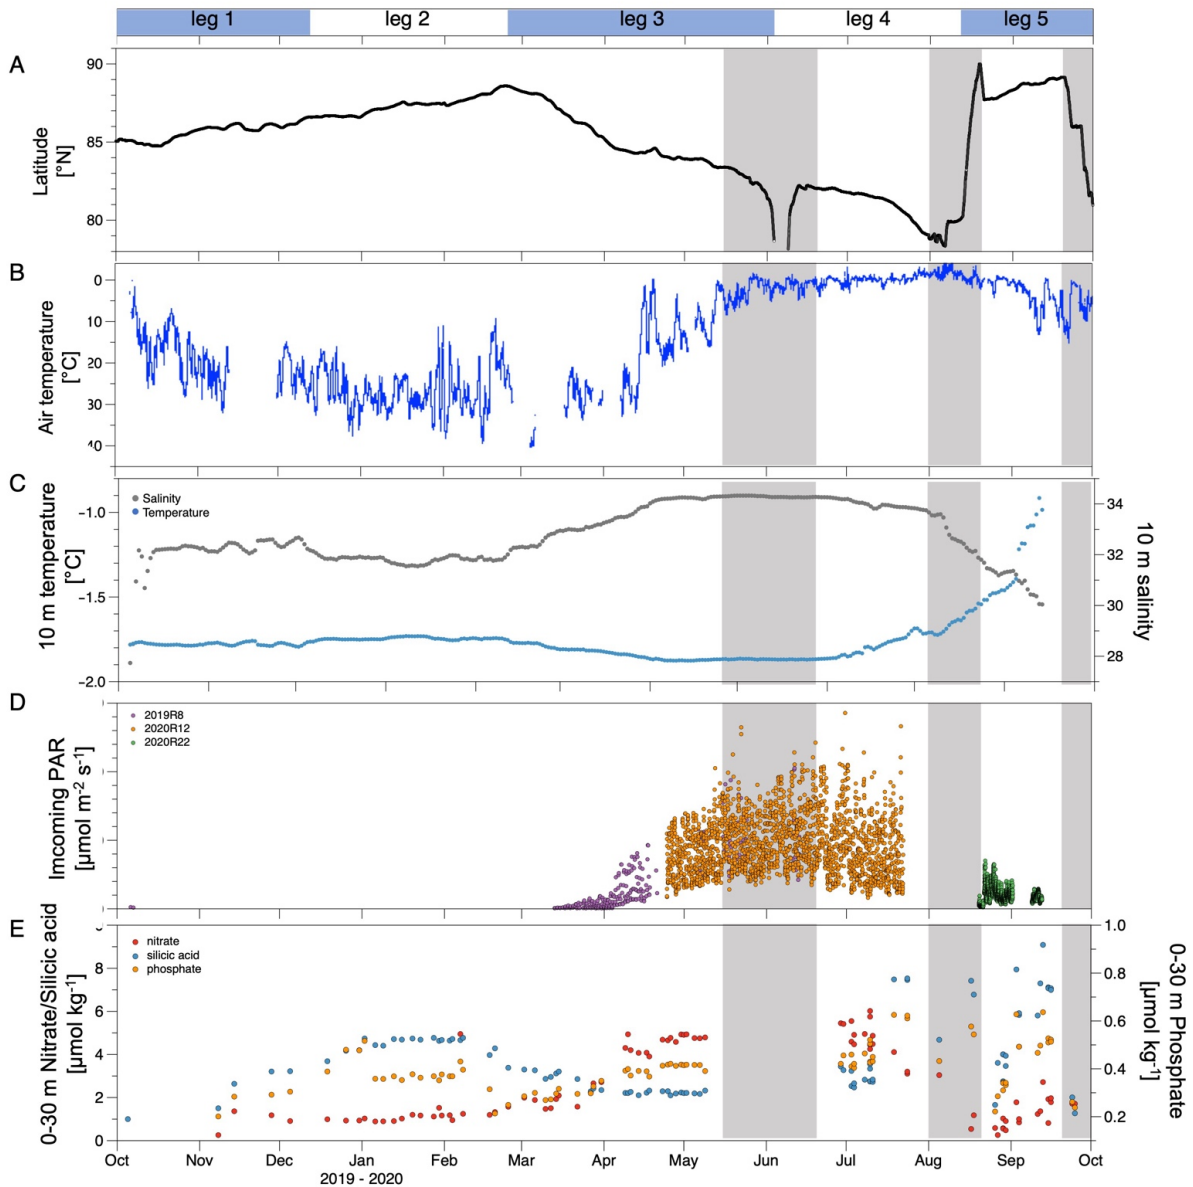 leg 1 leg 2 leg 3 leg 4 leg 5
A
90
85
80
Latitude
[°N]
B
0
10
20
30
40
Air temperature
[°C]
C
Salinity
Temperature
-1.0
-1.5
-2.0
10 m temperature
[°C]
34
32
30
28
10 m salinity
D
2019R8
2020R12
2020R22
Imcoming PAR
[µmol m⁻² s⁻¹]
E
nitrate
silicic acid
phosphate
8
6
4
2
0
0-30 m Nitrate/Silicic acid
[µmol kg⁻¹]
1.0
0.8
0.6
0.4
0.2
0-30 m Phosphate
[µmol kg⁻¹]
Oct Nov Dec Jan Feb Mar Apr May Jun Jul Aug Sep Oct
2019 - 2020